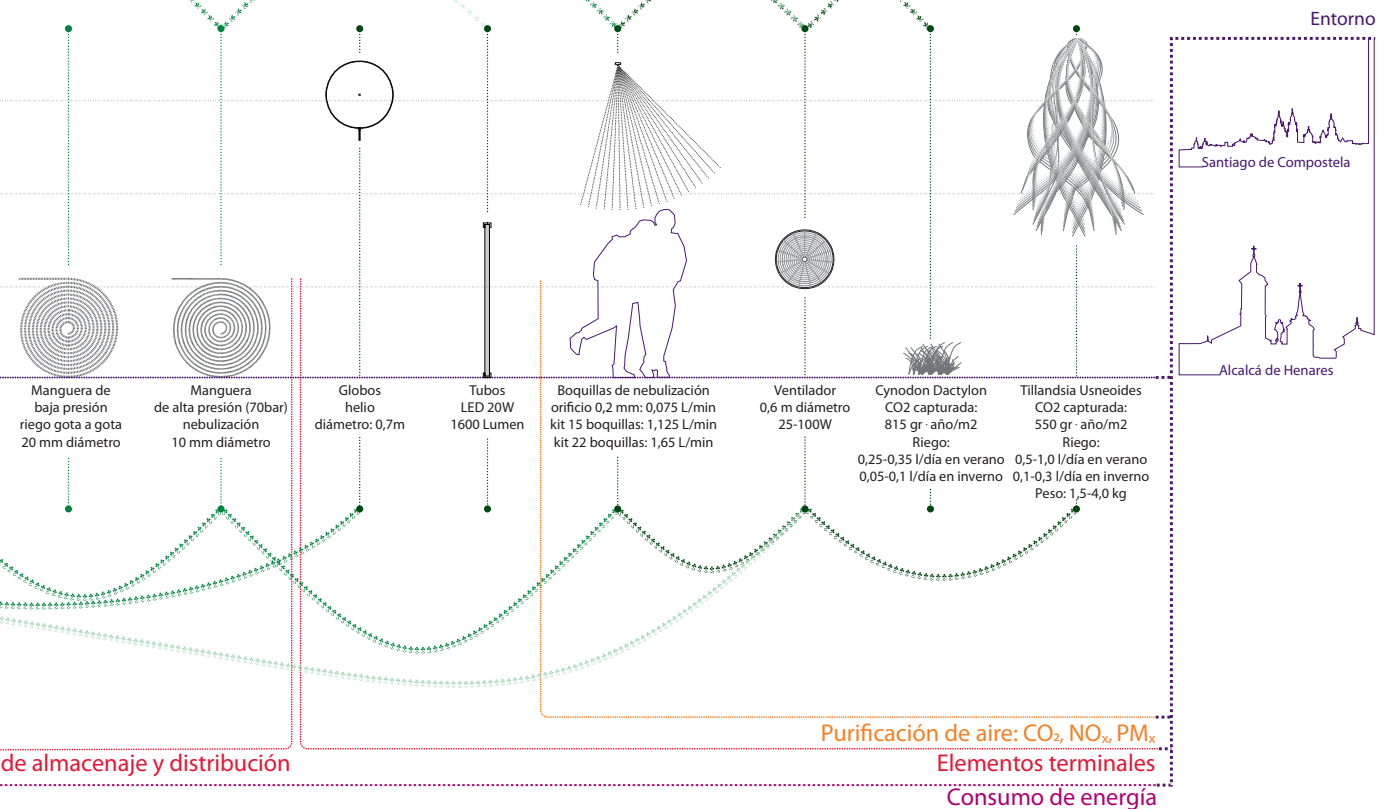 Entorno
Santiago de Compostela
Alcalcá de Henares
Manguera de
baja presión
riego gota a gota
20 mm diámetro
Manguera
de alta presión (70bar)
nebulización
10 mm diámetro
Globos
helio
diámetro: 0,7m
Tubos
LED 20W
1600 Lumen
Boquillas de nebulización
orificio 0,2 mm: 0,075 L/min
kit 15 boquillas: 1,125 L/min
kit 22 boquillas: 1,65 L/min
Ventilador
0,6 m diámetro
25-100W
Cynodon Dactylon
CO2 capturada:
815 gr · año/m2
Riego:
0,25-0,35 l/día en verano
0,05-0,1 l/día en inverno
Tillandsia Usneoides
CO2 capturada:
550 gr · año/m2
Riego:
0,5-1,0 l/día en verano
0,1-0,3 l/día en inverno
Peso: 1,5-4,0 kg
Purificación de aire: CO₂, NOₓ, PMₓ
de almacenaje y distribución
Elementos terminales
Consumo de energía